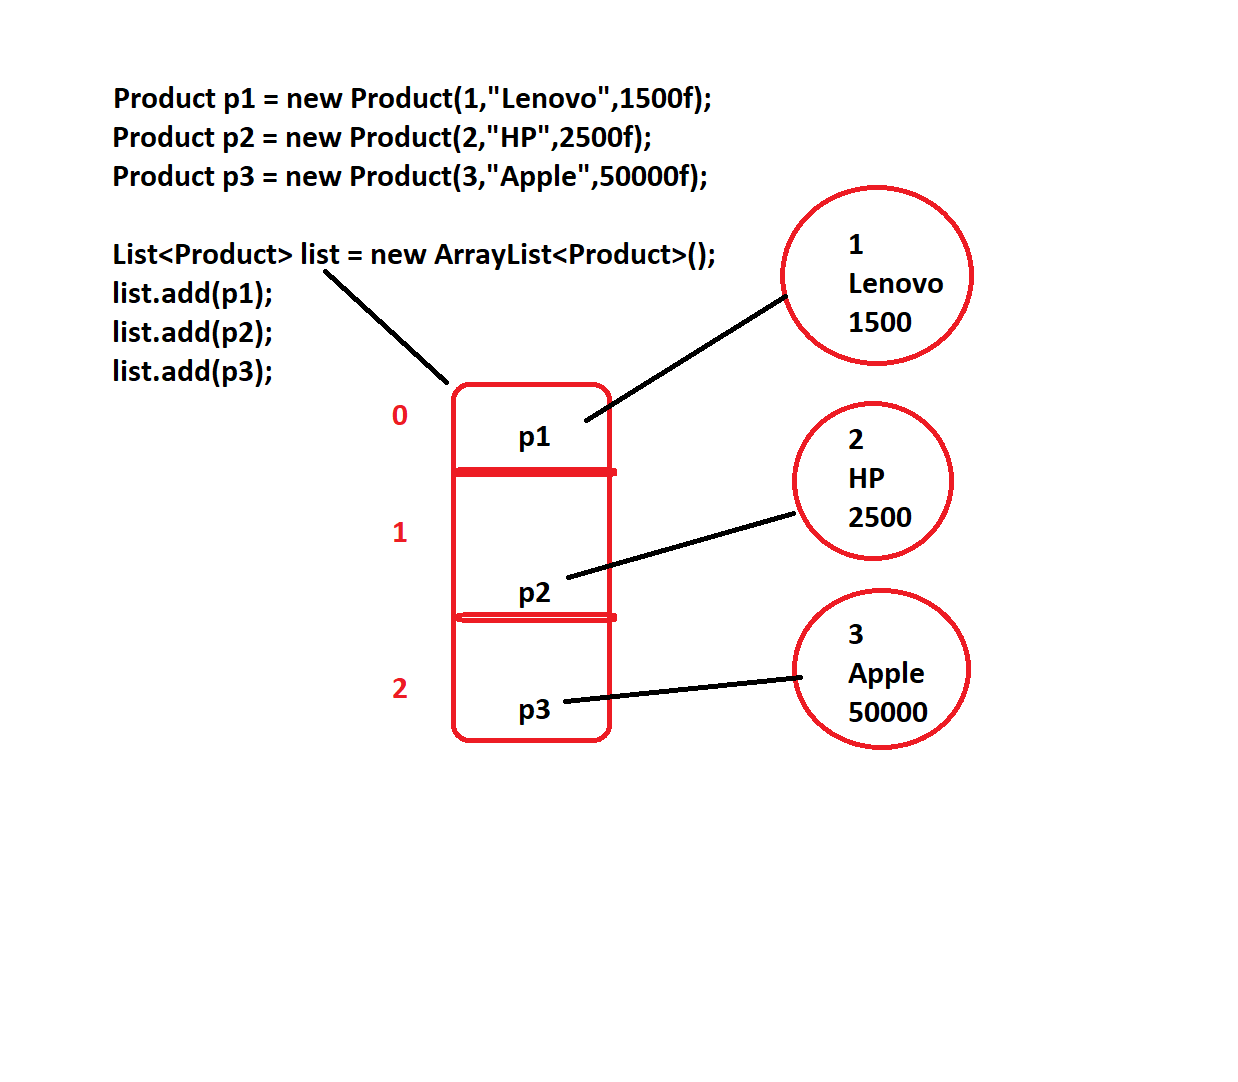 Product p1 = new Product(1,"Lenovo",1500f);
Product p2 = new Product(2,"HP",2500f);
Product p3 = new Product(3,"Apple",50000f);
List<Product> list = new ArrayList<Product>();
list.add(p1);
list.add(p2);
list.add(p3);
0
p1
1
p2
2
p3
1
Lenovo
1500
2
HP
2500
3
Apple
50000